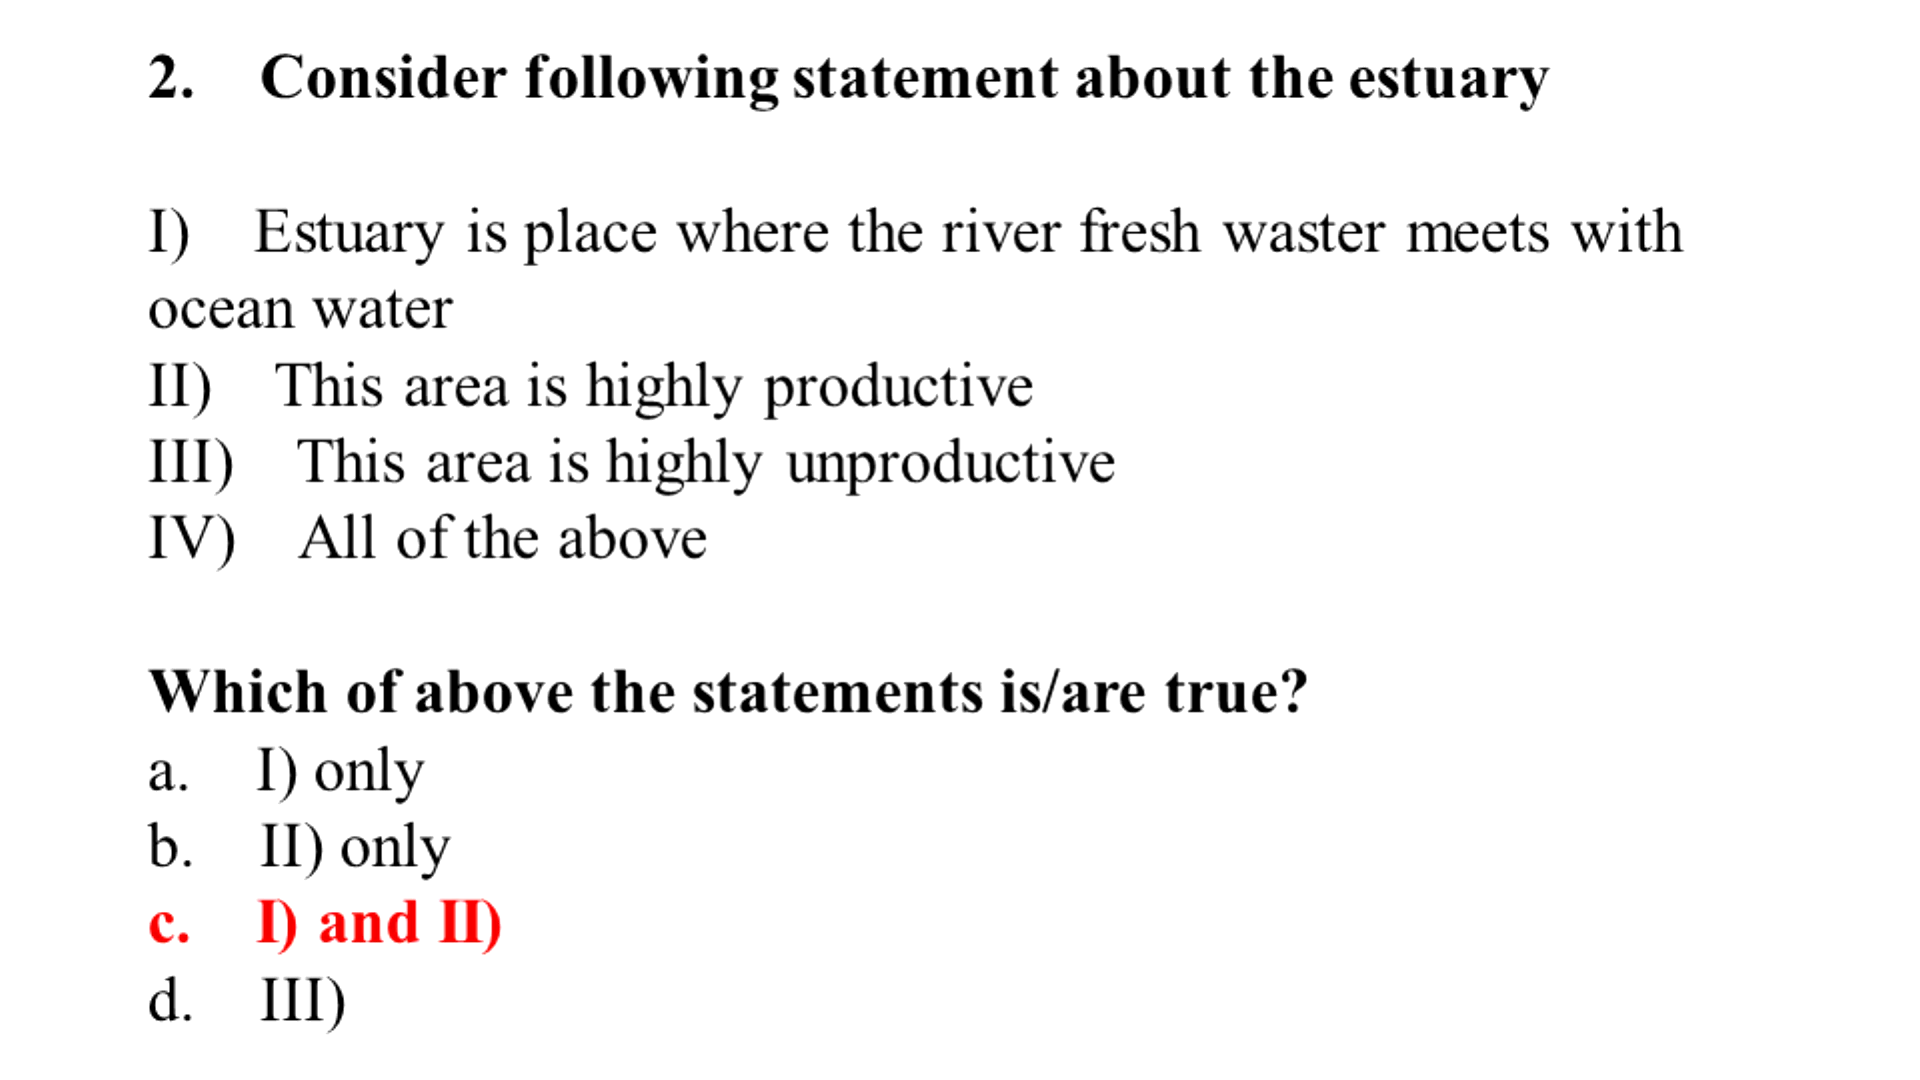 2. Consider following statement about the estuary
I) Estuary is place where the river fresh waster meets with
ocean water
II) This area is highly productive
III) This area is highly unproductive
IV) All of the above
Which of above the statements is/are true?
a. I) only
b. II) only
c. I) and II)
d. III)